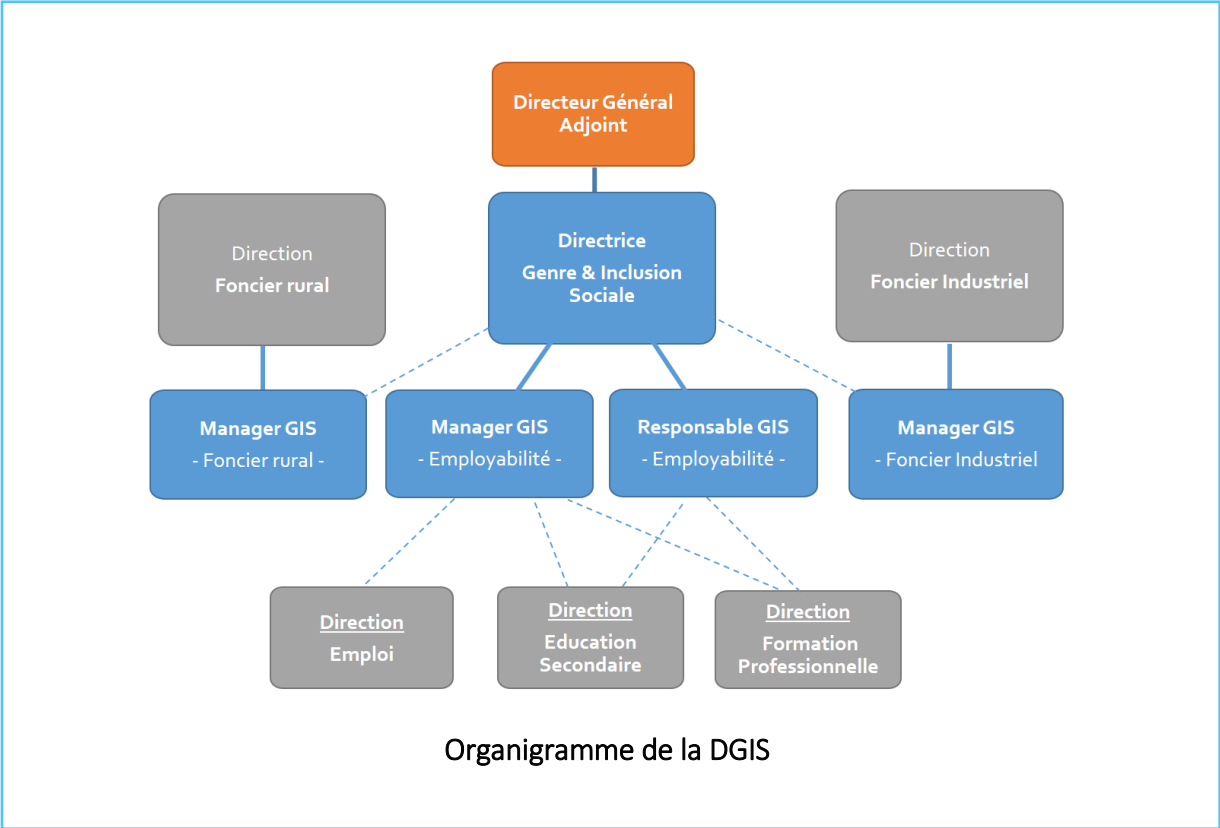 Directeur Général
Adjoint
Direction
Foncier rural
Directrice
Genre & Inclusion
Sociale
Direction
Foncier Industriel
Manager GIS
- Foncier rural -
Manager GIS
- Employabilité -
Responsable GIS
- Employabilité -
Manager GIS
- Foncier Industriel
Direction
Emploi
Direction
Education
Secondaire
Direction
Formation
Professionnelle
Organigramme de la DGIS